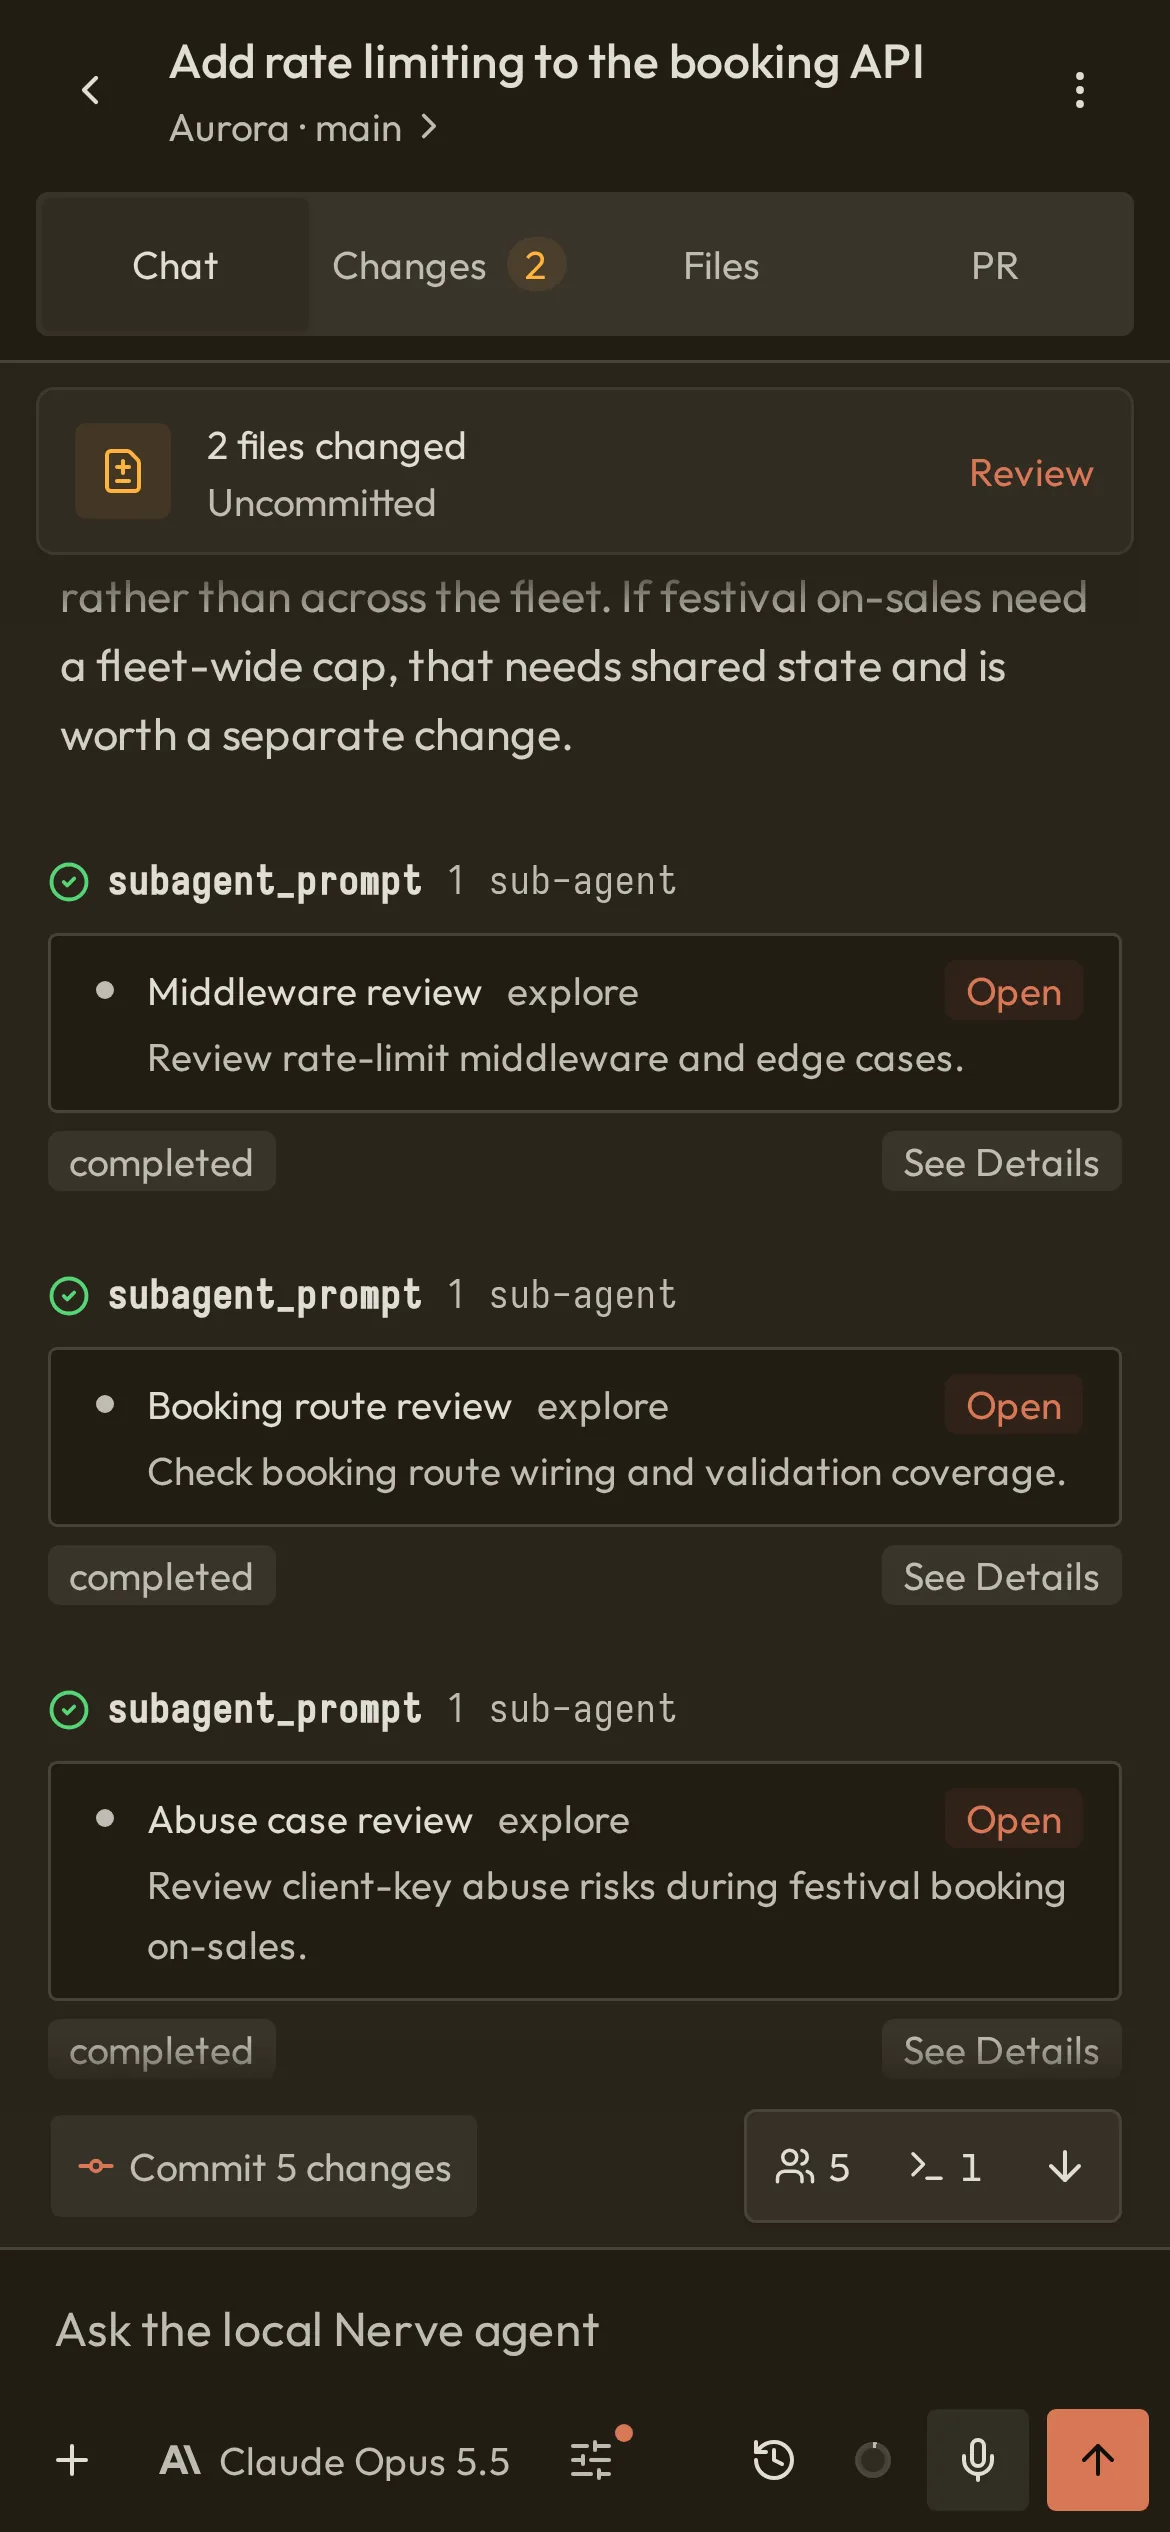 Add rate limiting to the booking API
Aurora · main
Chat
Changes 2
Files
PR
2 files changed
Uncommitted
Review
rather than across the fleet. If festival on-sales need
a fleet-wide cap, that needs shared state and is
worth a separate change.
subagent_prompt 1 sub-agent
Middleware review explore
Open
Review rate-limit middleware and edge cases.
completed
See Details
subagent_prompt 1 sub-agent
Booking route review explore
Open
Check booking route wiring and validation coverage.
completed
See Details
subagent_prompt 1 sub-agent
Abuse case review explore
Open
Review client-key abuse risks during festival booking
on-sales.
completed
See Details
Commit 5 changes
5
1
Ask the local Nerve agent
Claude Opus 5.5